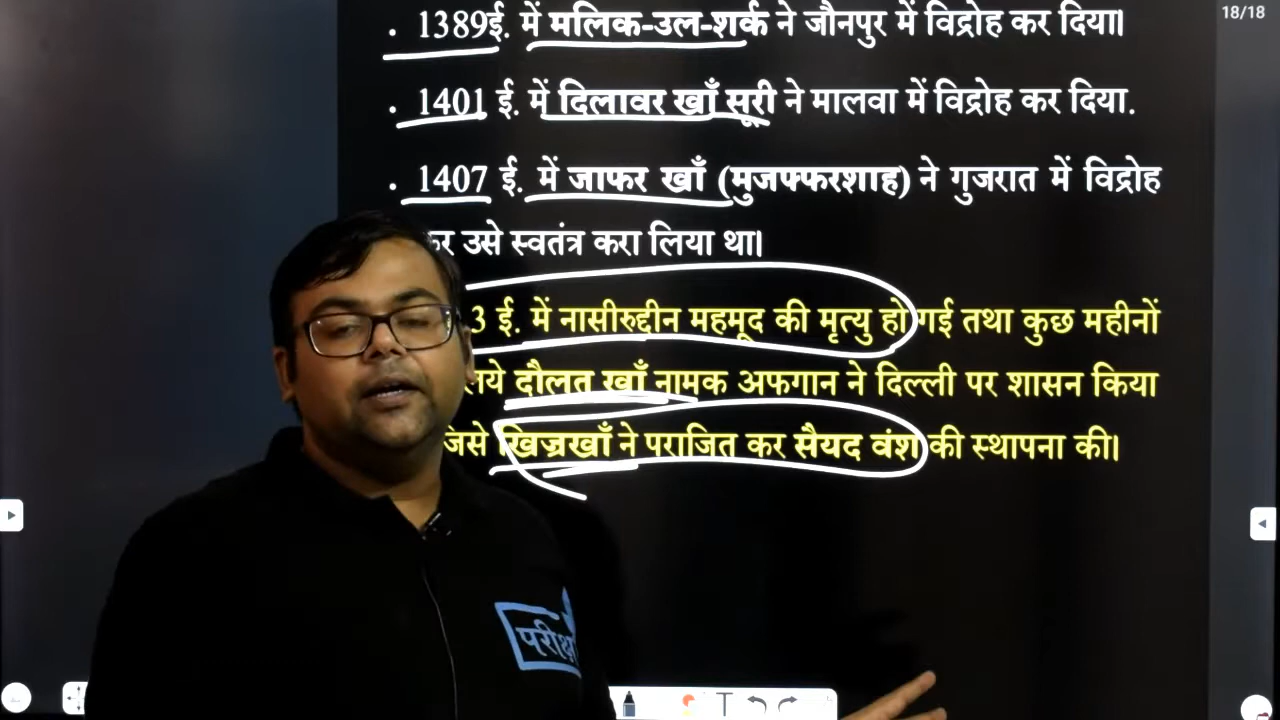 18/18
. 1389ई. में मलिक-उल-शर्क ने जौनपुर में विद्रोह कर दिया।
. 1401 ई. में दिलावर खाँ सूरी ने मालवा में विद्रोह कर दिया.
. 1407 ई. में जाफर खाँ (मुजफ्फरशाह) ने गुजरात में विद्रोह
उसे स्वतंत्र करा लिया था।
3 ई. में नासीरुद्दीन महमूद की मृत्यु हो गई तथा कुछ महीनों
दौलत खाँ नामक अफगान ने दिल्ली पर शासन किया
जिसे खिज्रखाँ ने पराजित कर सैयद वंश की स्थापना की।
T